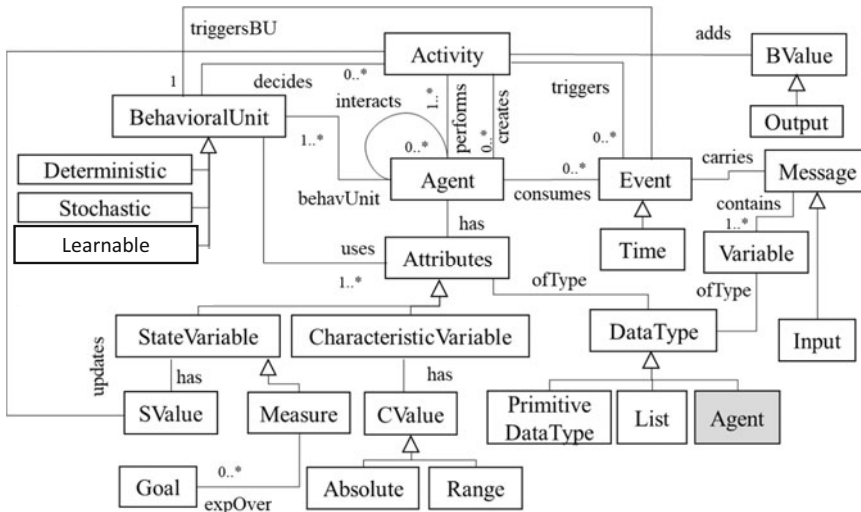 triggersBU
Activity
adds
BValue
1
decides
0..*
triggers
interacts
1..*
performs
creates
BehavioralUnit
Output
1..*
0..*
0..*
0..*
carries
Message
Deterministic
Agent
0..*
Event
behavUnit
consumes
contains
Stochastic
1..*
has
Learnable
Time
Variable
uses
Attributes
1..*
ofType
ofType
StateVariable
CharacteristicVariable
DataType
Input
updates
has
has
SValue
Measure
CValue
Primitive
DataType
List
Agent
0..*
Goal
expOver
Absolute
Range